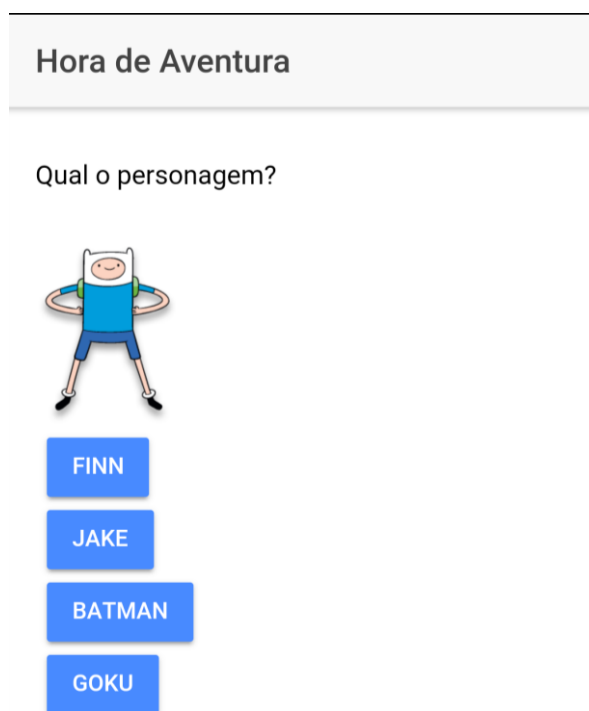 Hora de Aventura
Qual o personagem?
FINN
JAKE
BATMAN
GOKU